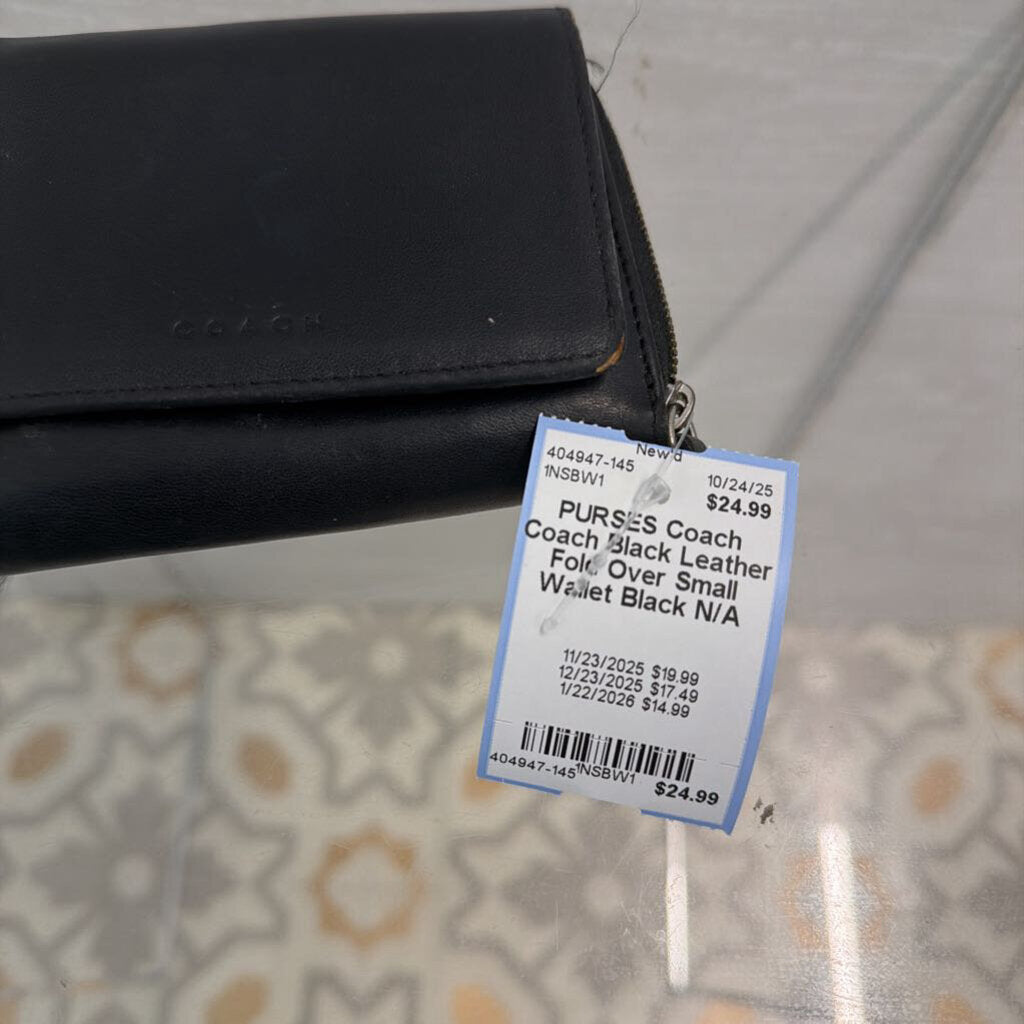 COACH
New'd
404947-145
10/24/25
1NSBW1
$24.99
PURSES Coach
Coach Black Leather
Fold Over Small
Wallet Black N/A
11/23/2025 $19.99
12/23/2025 $17.49
1/22/2026 $14.99
404947-145 1NSBW1
$24.99